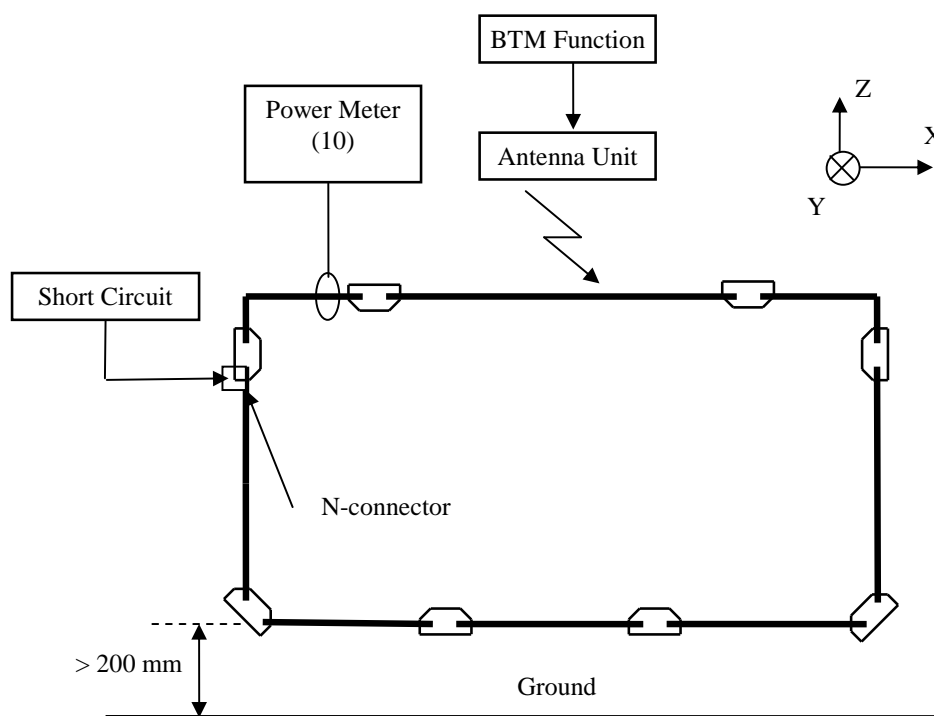 BTM Function
Power Meter
(10)
Z
X
Antenna Unit
Y
Short Circuit
N-connector
> 200 mm
Ground